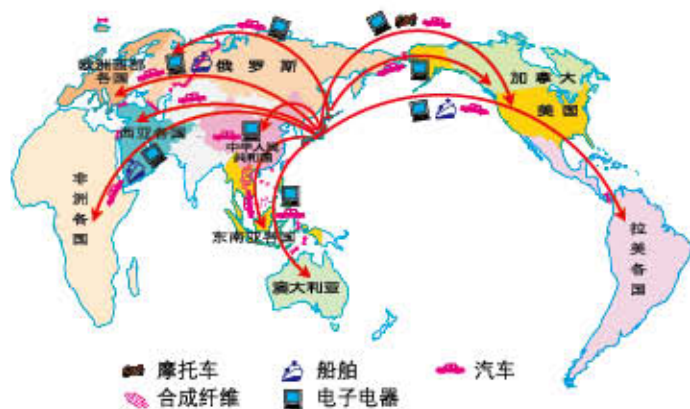 欧洲西部
各国
俄罗斯
加拿大
美国
西亚各国
中华人民
共和国
非洲各国
东南亚各国
澳大利亚
拉美各国
摩托车
船舶
汽车
合成纤维
电子电器